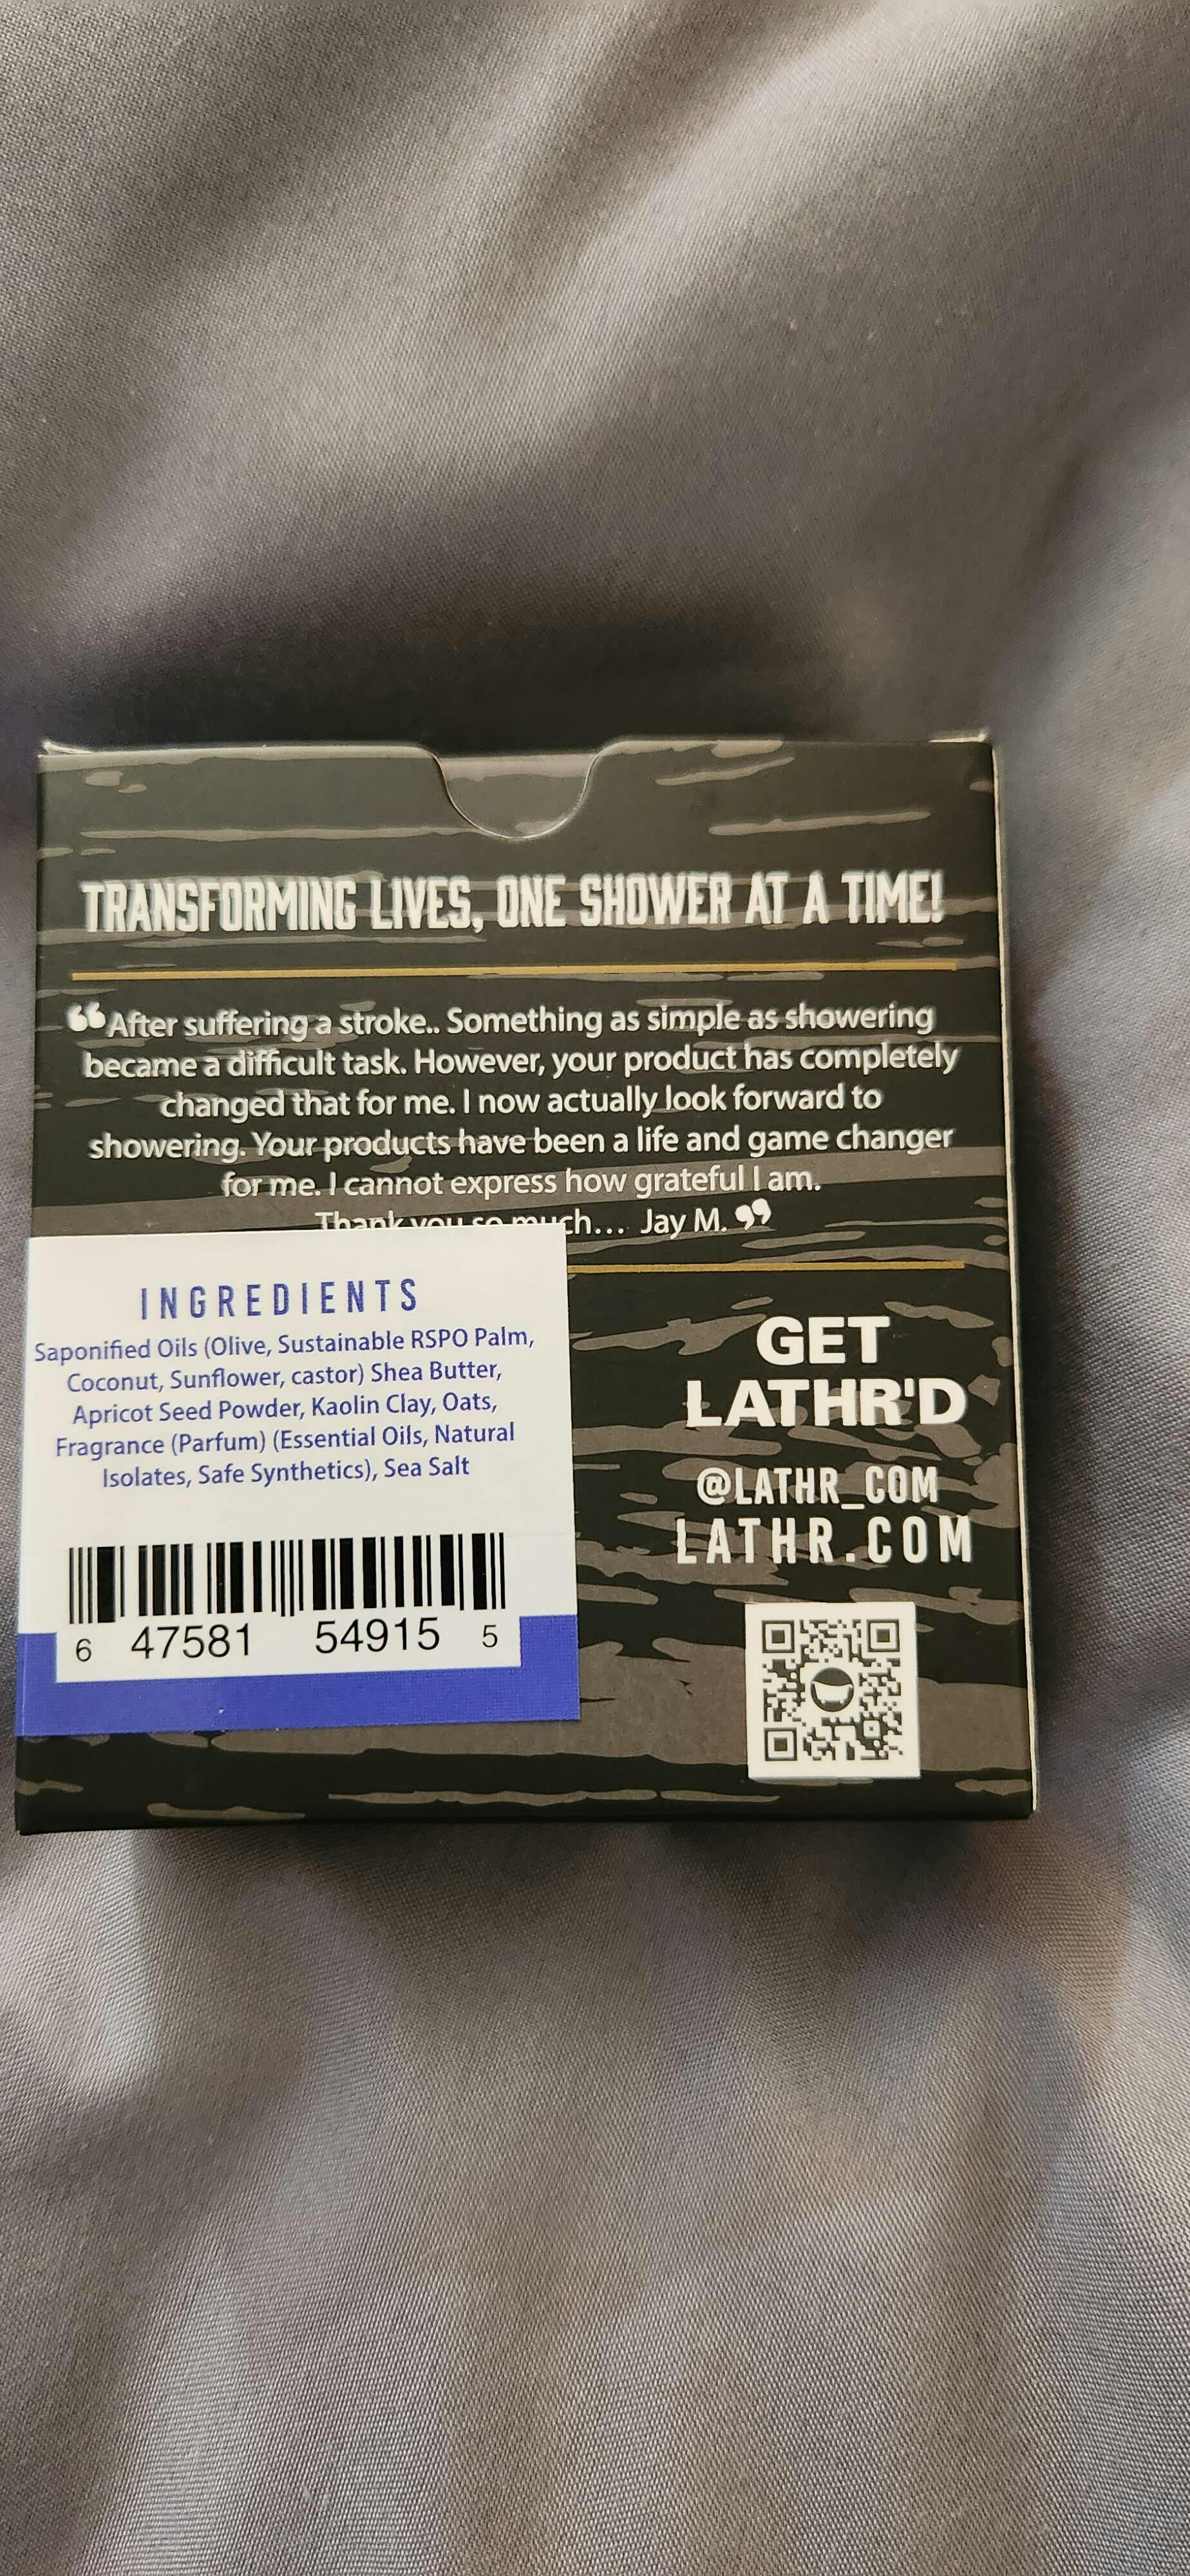 TRANSFORMING LIVES, ONE SHOWER AT A TIME!
“After suffering a stroke.. Something as simple as showering
became a difficult task. However, your product has completely
changed that for me. I now actually look forward to
showering. Your products have been a life and game changer
for me. I cannot express how grateful I am.
Thank you so much... Jay M.”
INGREDIENTS
Saponified Oils (Olive, Sustainable RSPO Palm,
Coconut, Sunflower, castor) Shea Butter,
Apricot Seed Powder, Kaolin Clay, Oats,
Fragrance (Parfum) (Essential Oils, Natural
Isolates, Safe Synthetics), Sea Salt
6 47581 54915 5
GET
LATHR'D
@LATHR_COM
LATHR.COM